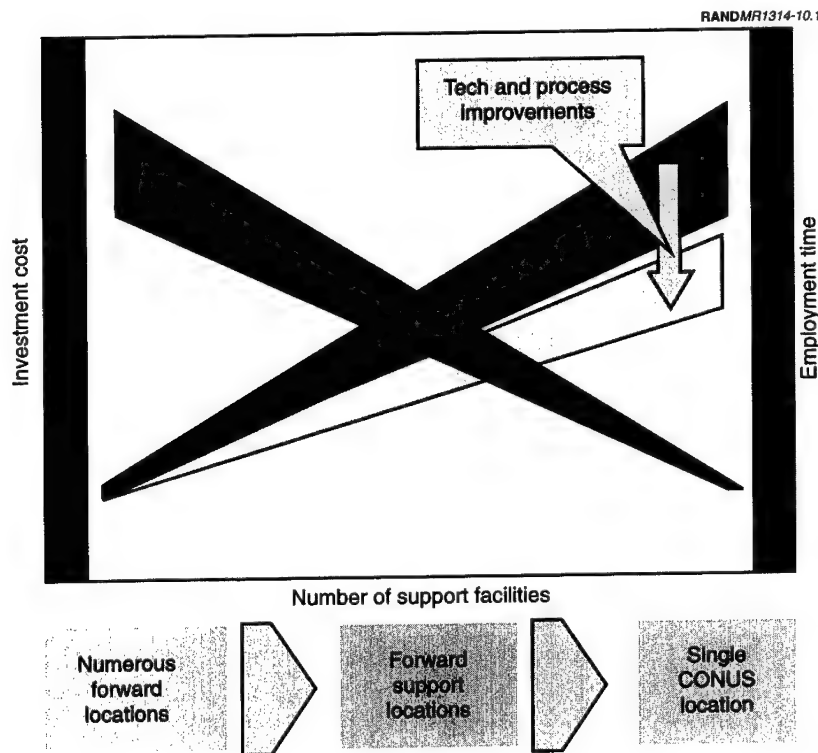 RANDMR1314-10.1
Tech and process
improvements
Investment cost
Employment time
Number of support facilities
Numerous
forward
locations
Forward
support
locations
Single
CONUS
location